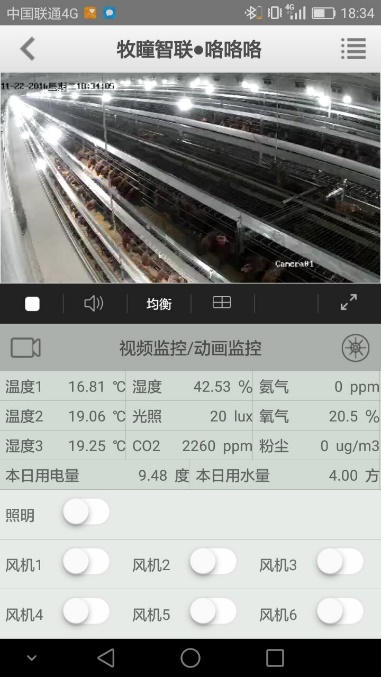 中国联通4G 4G 18:34
牧瞳智联●咯咯咯
11-22-2016 星期二 18:34:05
Camera#1
均衡
视频监控/动画监控
温度1 16.81 ℃ 湿度 42.53 % 氨气 0 ppm
温度2 19.06 ℃ 光照 20 lux 氧气 20.5 %
湿度3 19.25 ℃ CO2 2260 ppm 粉尘 0 ug/m3
本日用电量 9.48 度 本日用水量 4.00 方
照明
风机1 风机2 风机3
风机4 风机5 风机6